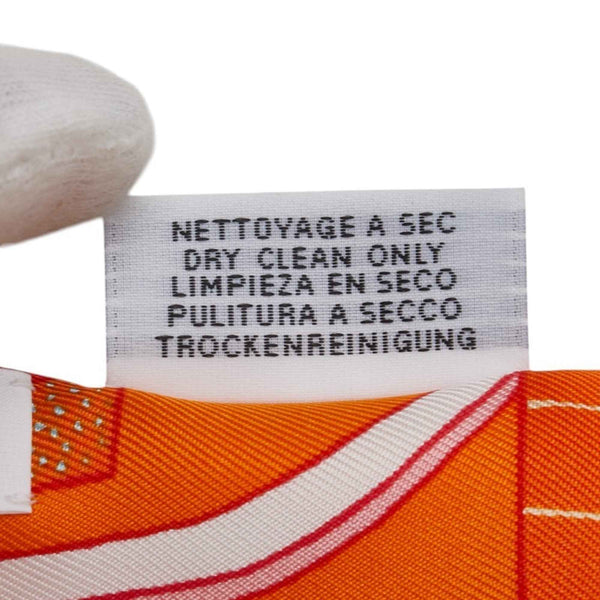 NETTOYAGE A SEC
DRY CLEAN ONLY
LIMPIEZA EN SECO
PULITURA A SECCO
TROCKENREINIGUNG